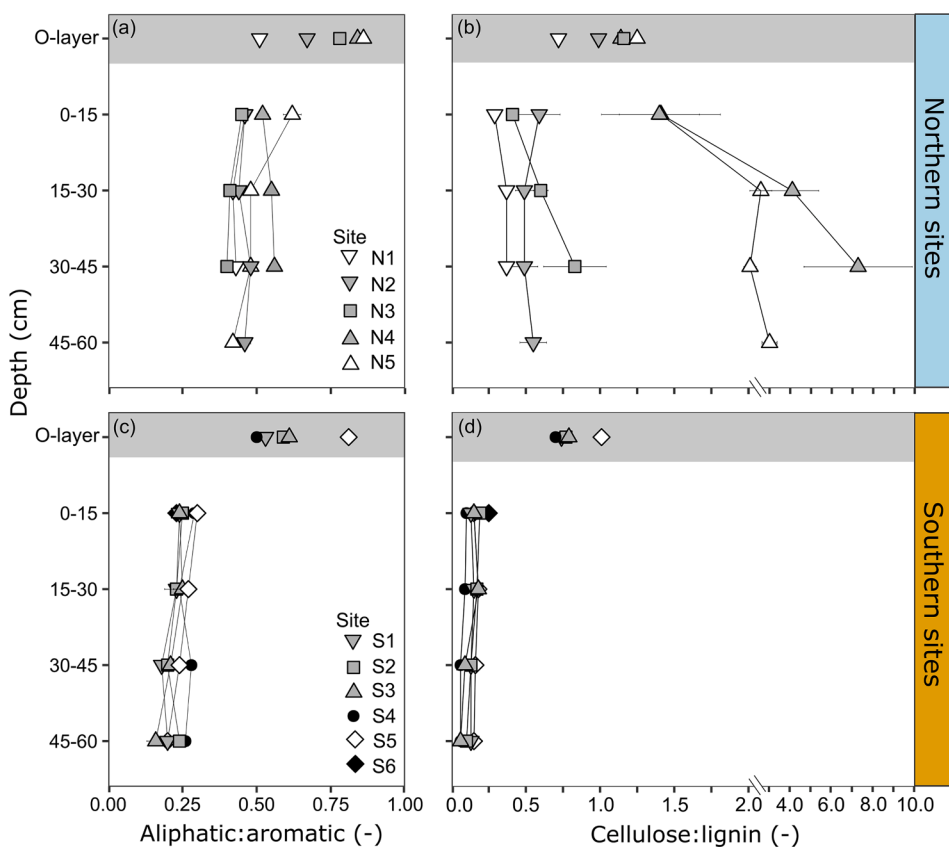 (a)
(b)
O-layer
0-15
15-30
30-45
45-60
Depth (cm)
Site
N1
N2
N3
N4
N5
Northern sites
(c)
(d)
O-layer
0-15
15-30
30-45
45-60
Site
S1
S2
S3
S4
S5
S6
Southern sites
0.00 0.25 0.50 0.75 1.00
0.0 0.5 1.0 1.5 2.0 4.0 6.0 8.0 10.0
Aliphatic:aromatic (-)
Cellulose:lignin (-)